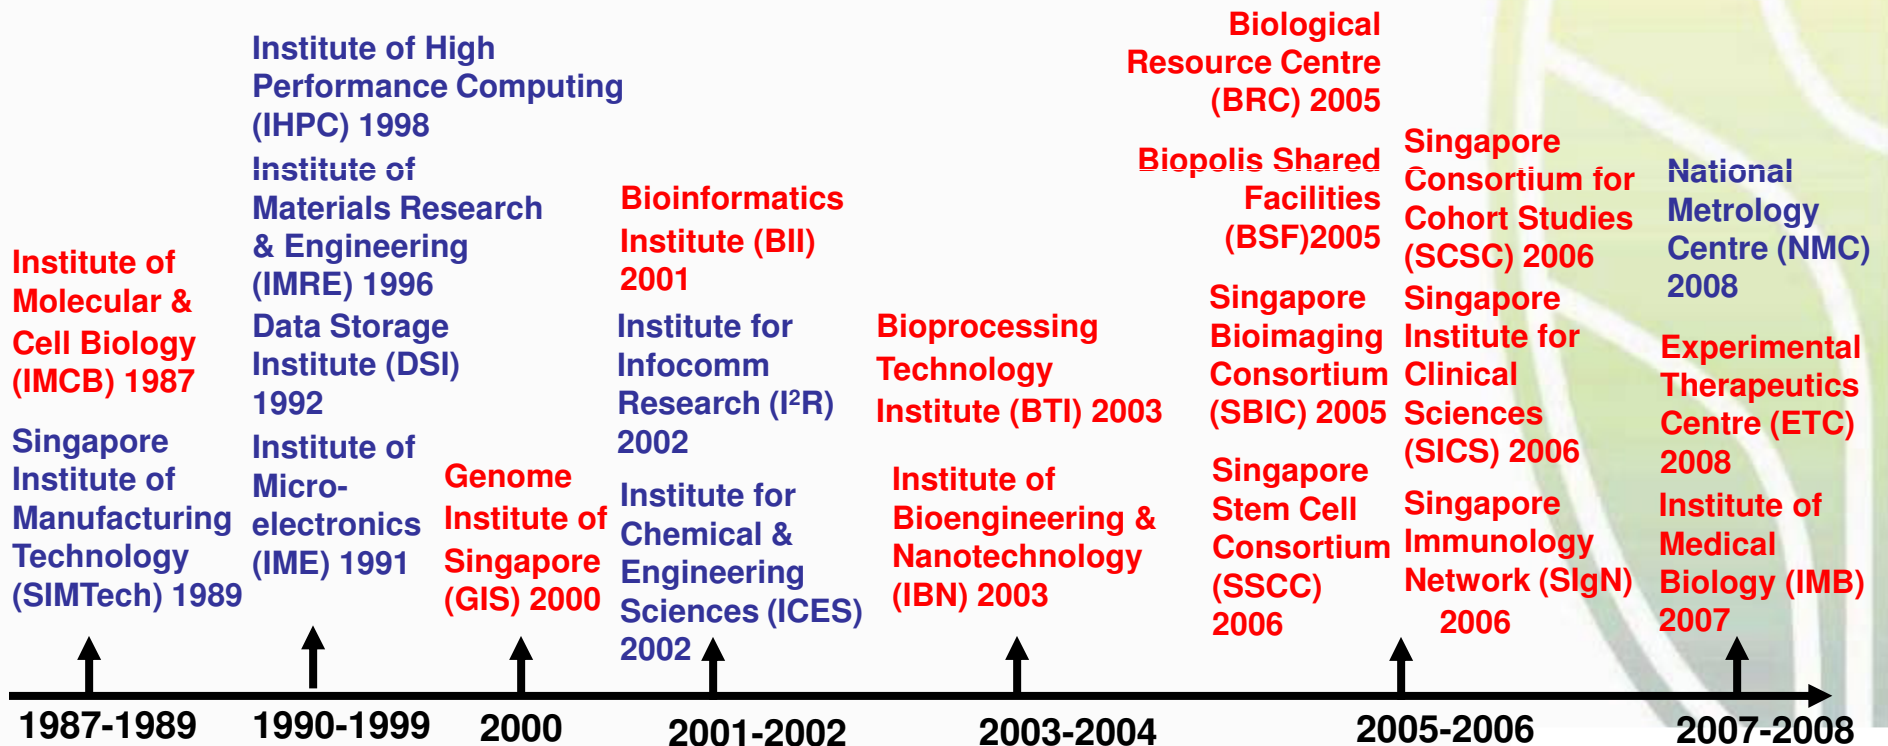 Institute of
Molecular &
Cell Biology
(IMCB) 1987
Singapore
Institute of
Manufacturing
Technology
(SIMTech) 1989
Institute of High
Performance Computing
(IHPC) 1998
Institute of
Materials Research
& Engineering
(IMRE) 1996
Data Storage
Institute (DSI)
1992
Institute of
Micro-
electronics
(IME) 1991
Genome
Institute of
Singapore
(GIS) 2000
Bioinformatics
Institute (BII)
2001
Institute for
Infocomm
Research (I²R)
2002
Institute for
Chemical &
Engineering
Sciences (ICES)
2002
Bioprocessing
Technology
Institute (BTI) 2003
Institute of
Bioengineering &
Nanotechnology
(IBN) 2003
Biological
Resource Centre
(BRC) 2005
Biopolis Shared
Facilities
(BSF)2005
Singapore
Bioimaging
Consortium
(SBIC) 2005
Singapore
Stem Cell
Consortium
(SSCC)
2006
Singapore
Consortium for
Cohort Studies
(SCSC) 2006
Singapore
Institute for
Clinical
Sciences
(SICS) 2006
Singapore
Immunology
Network (SIgN)
2006
National
Metrology
Centre (NMC)
2008
Experimental
Therapeutics
Centre (ETC)
2008
Institute of
Medical
Biology (IMB)
2007
1987-1989
1990-1999
2000
2001-2002
2003-2004
2005-2006
2007-2008